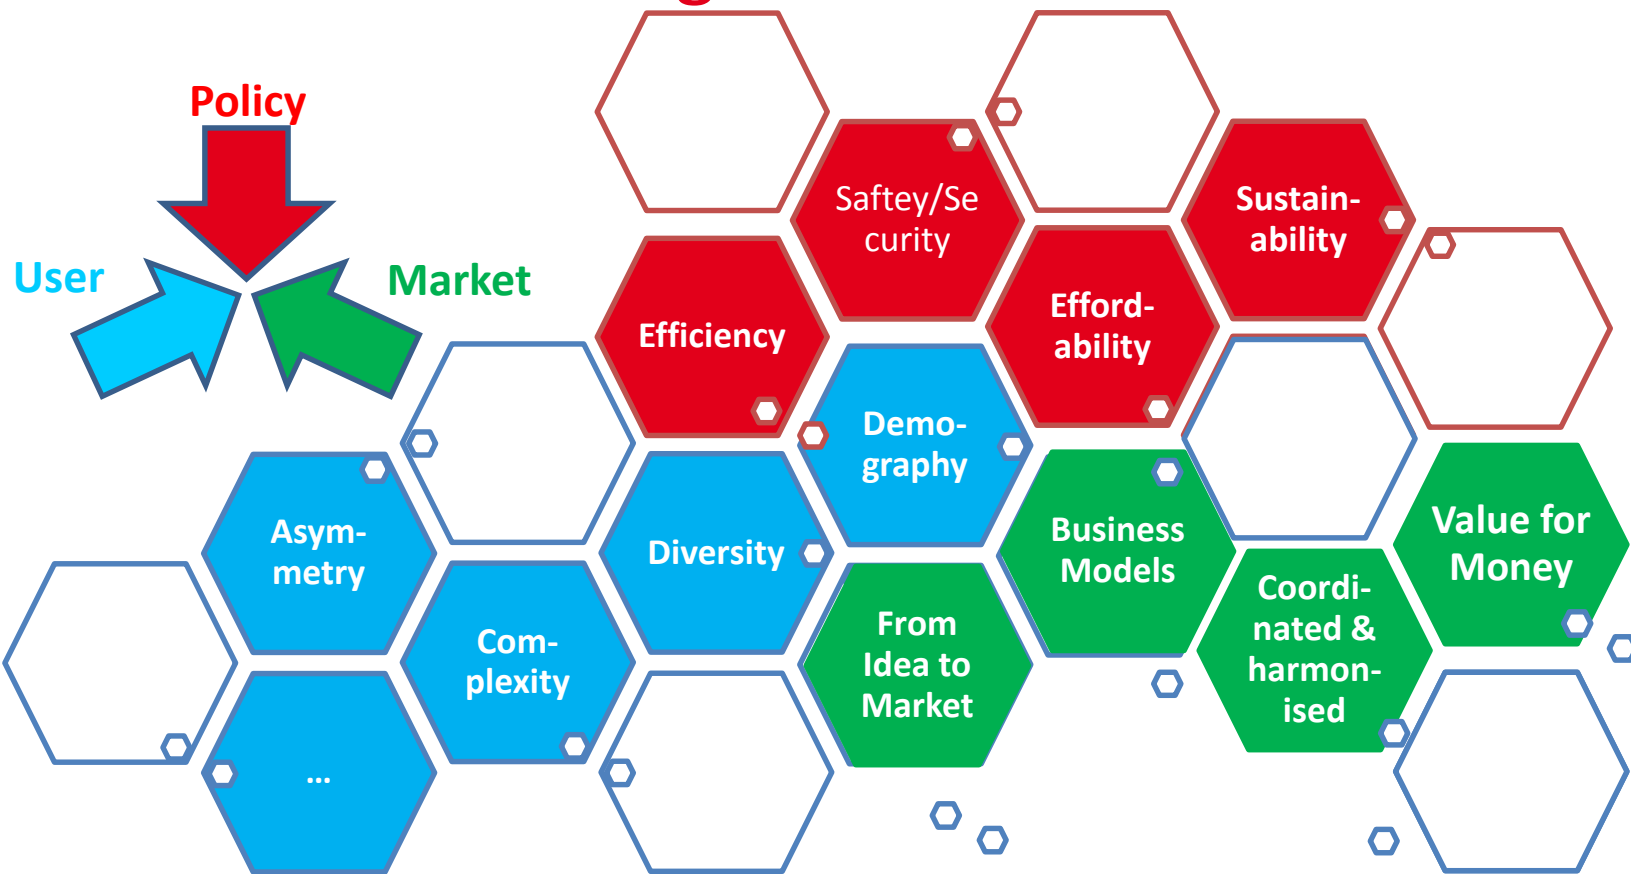 Policy
User
Market
Saftey/Se
curity
Sustain-
ability
Efficiency
Efford-
ability
Demo-
graphy
Asym-
metry
Diversity
Business
Models
Value for
Money
Com-
plexity
From
Idea to
Market
Coordi-
nated &
harmon-
ised
...